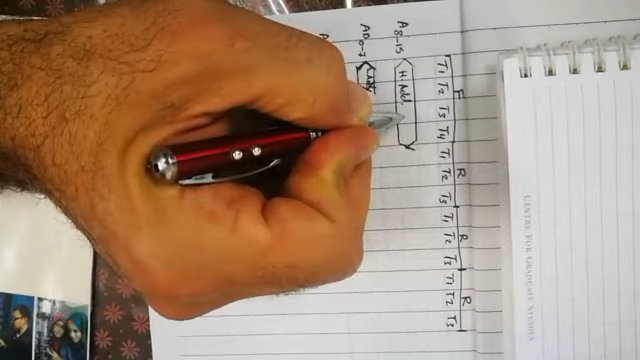 F R R R
T1 T2 T3 T4 T1 T2 T3 T1 T2 T3 T1 T2 T3
A8-15 H.Add.
AD0-7
CENTRE FOR GRADUATE STUDIES